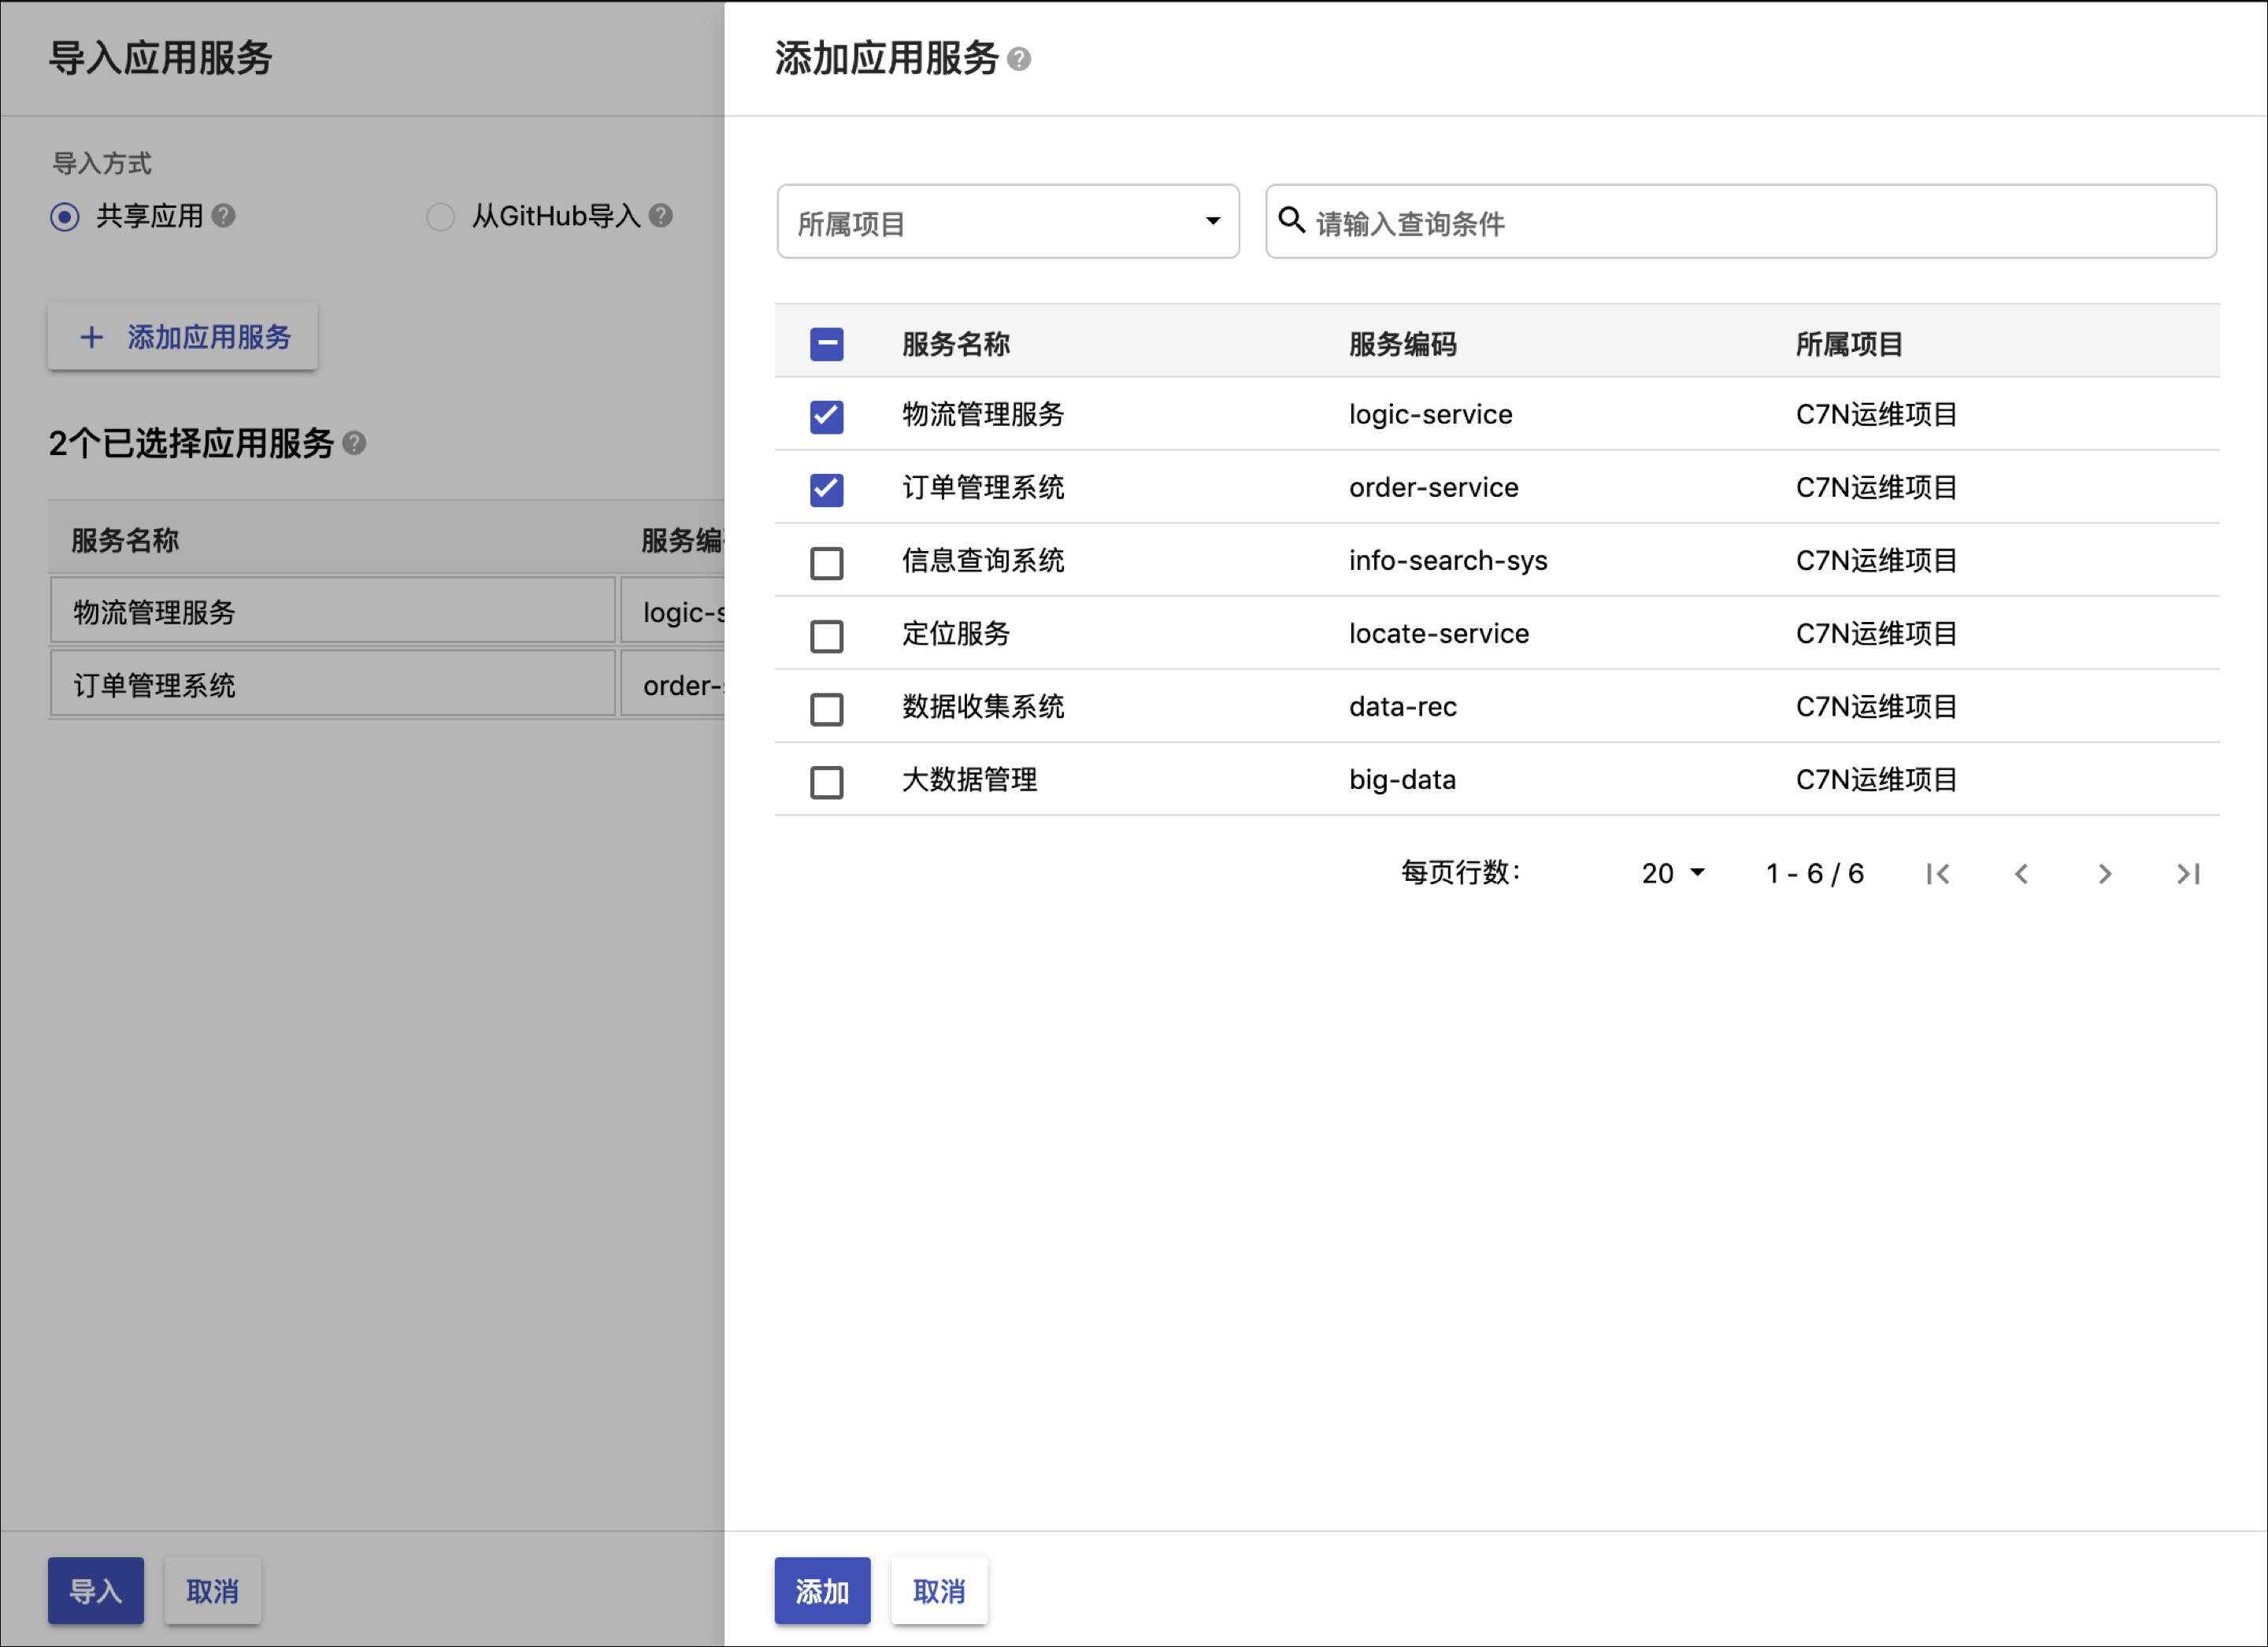 导入应用服务
导入方式
共享应用 从GitHub导入
添加应用服务
2个已选择应用服务
服务名称 服务编
物流管理服务 logic-s
订单管理系统 order-
导入 取消
添加应用服务
所属项目 请输入查询条件
服务名称 服务编码 所属项目
物流管理服务 logic-service C7N运维项目
订单管理系统 order-service C7N运维项目
信息查询系统 info-search-sys C7N运维项目
定位服务 locate-service C7N运维项目
数据收集系统 data-rec C7N运维项目
大数据管理 big-data C7N运维项目
每页行数: 20 1 - 6 / 6
添加 取消